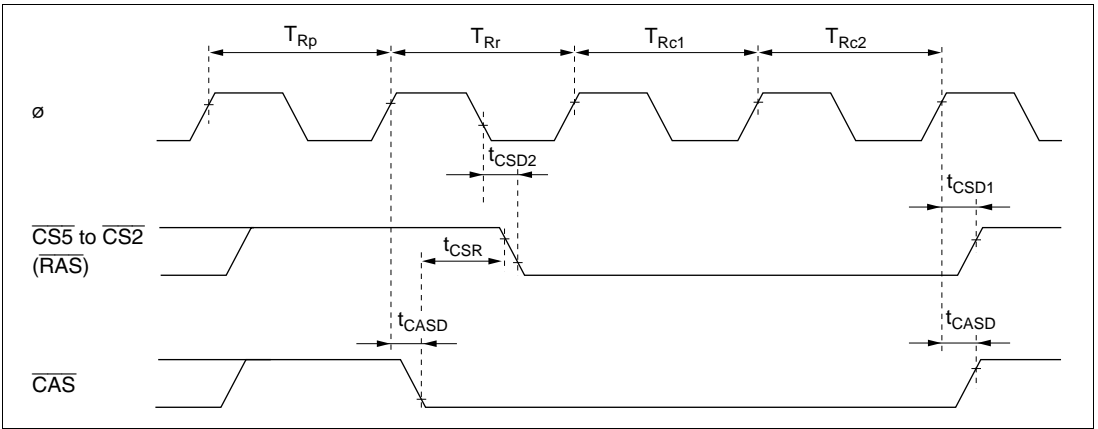 TRp TRr TRc1 TRc2
ø
tCSD2
tCSD1
CS5 to CS2
(RAS)
tCSR
tCASD tCASD
CAS